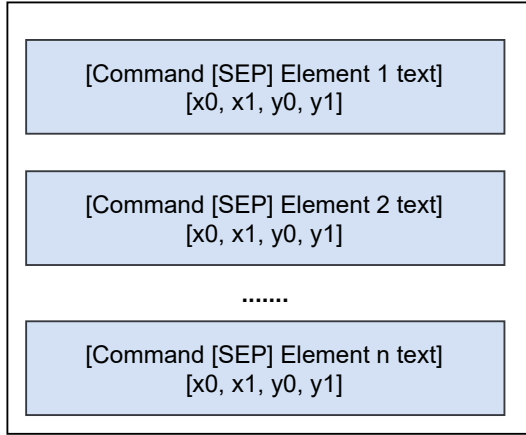 [Command [SEP] Element 1 text]
[x0, x1, y0, y1]
[Command [SEP] Element 2 text]
[x0, x1, y0, y1]
.......
[Command [SEP] Element n text]
[x0, x1, y0, y1]